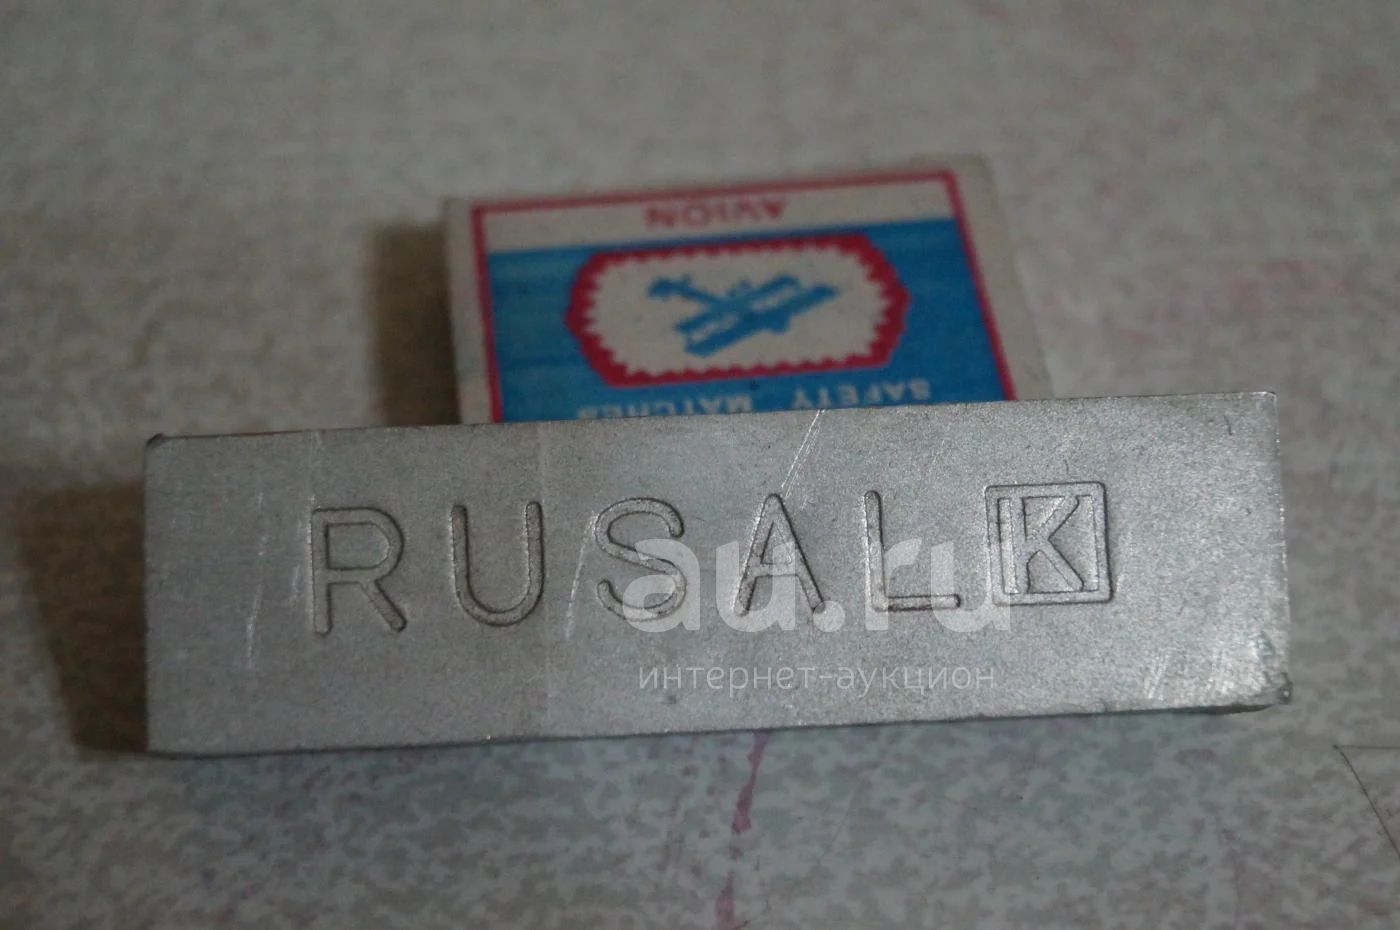 AVION
SAFETY MATCHES
RUSAL K
au.ru
интернет-аукцион